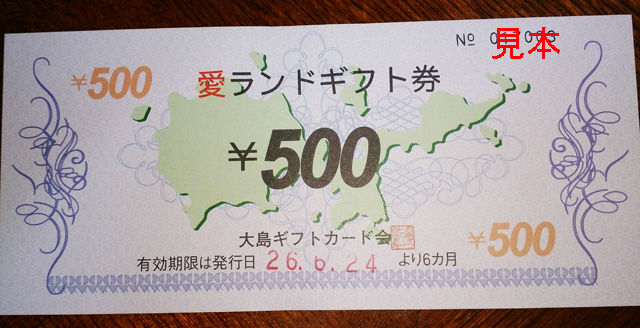 見本
¥500
愛ランドギフト券
¥500
大島ギフトカード会
¥500
有効期限は発行日 26.6.24 より6カ月